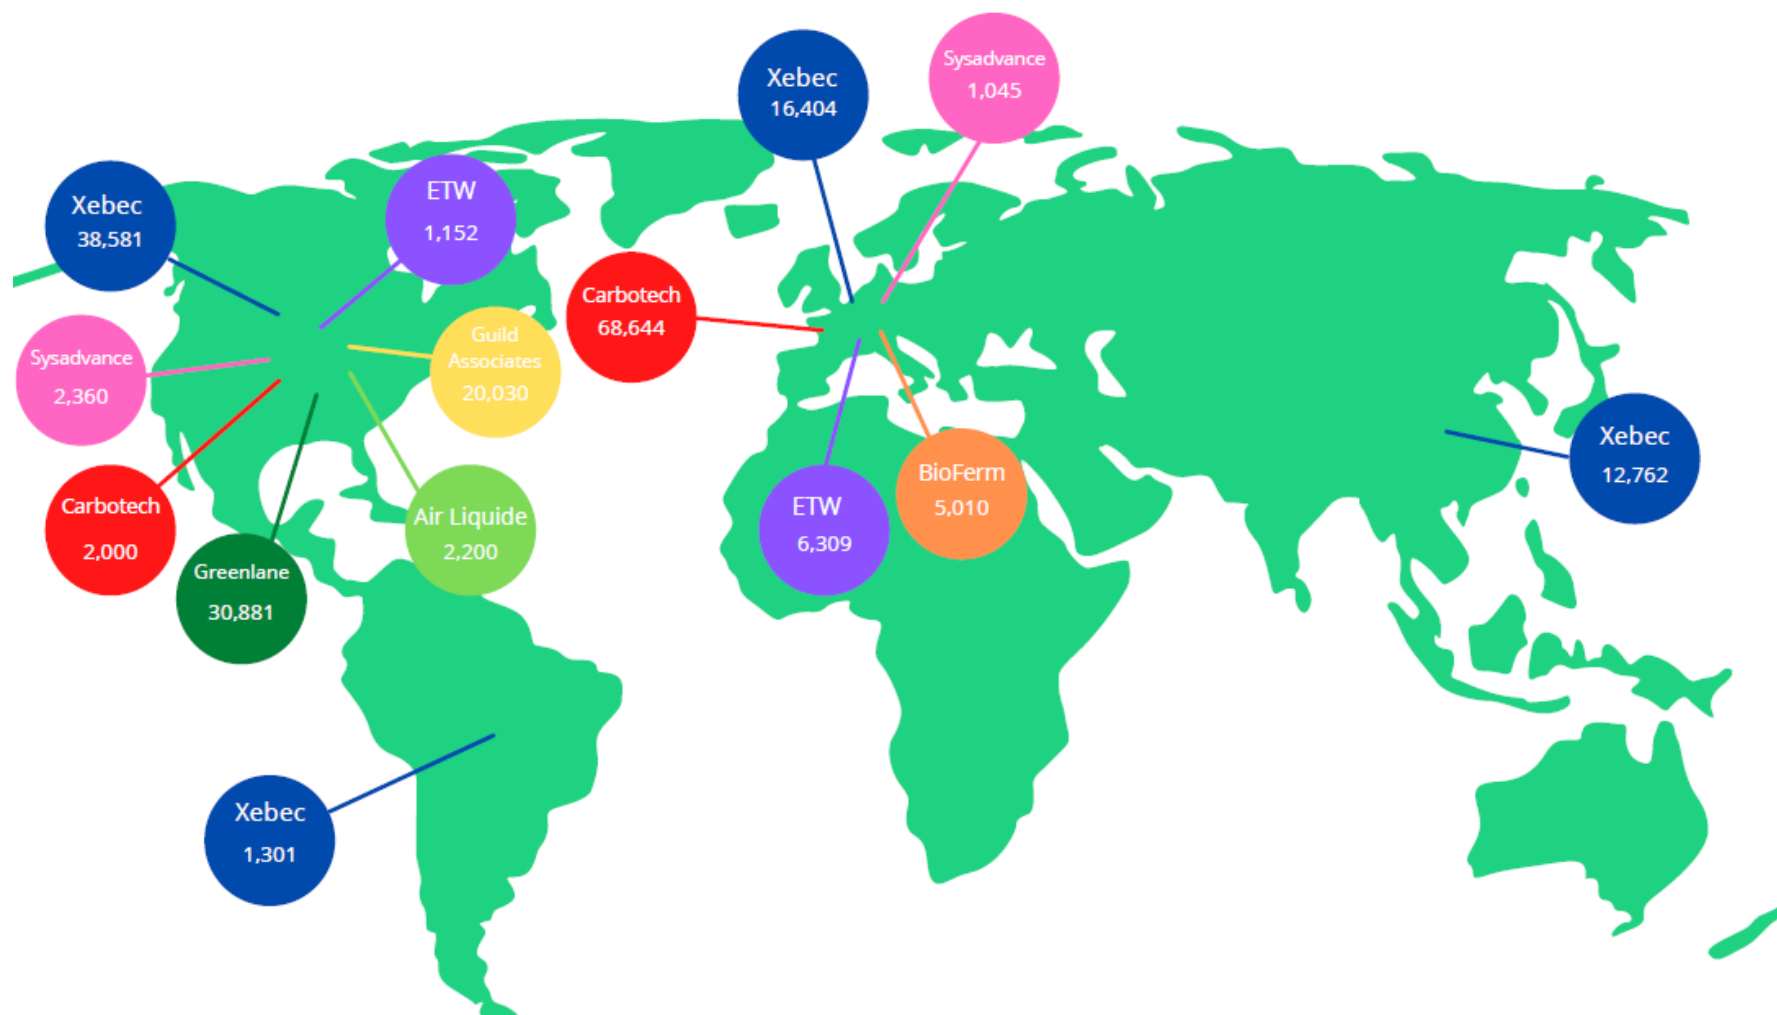 Xebec
16,404
Sysadvance
1,045
Xebec
38,581
ETW
1,152
Carbotech
68,644
Sysadvance
2,360
Guild
Associates
20,030
Xebec
12,762
Carbotech
2,000
Air Liquide
2,200
ETW
6,309
BioFerm
5,010
Greenlane
30,881
Xebec
1,301